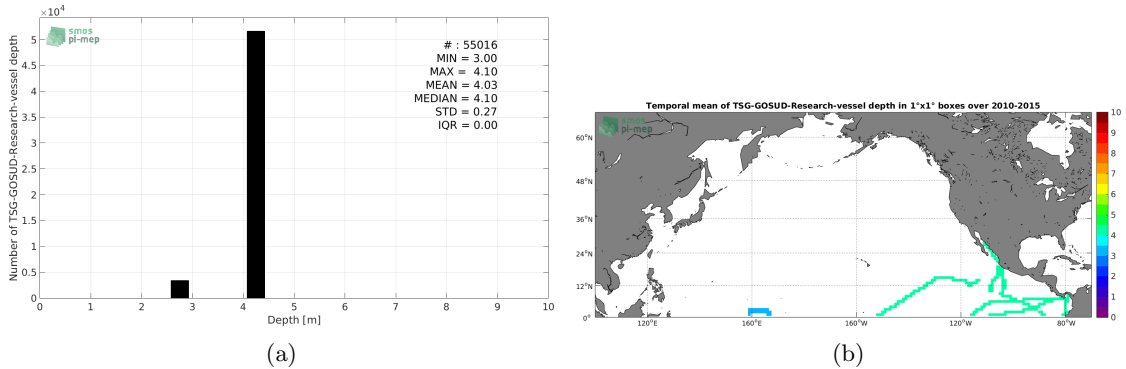 ×10⁴
smos
pi-mep
# : 55016
MIN = 3.00
MAX = 4.10
MEAN = 4.03
MEDIAN = 4.10
STD = 0.27
IQR = 0.00
Number of TSG-GOSUD-Research-vessel depth
5
4.5
4
3.5
3
2.5
2
1.5
1
0.5
0
0 1 2 3 4 5 6 7 8 9 10
Depth [m]
(a)
Temporal mean of TSG-GOSUD-Research-vessel depth in 1°x1° boxes over 2010-2015
smos
pi-mep
60°N
48°N
36°N
24°N
12°N
0°
120°E 160°E 160°W 120°W 80°W
10
9
8
7
6
5
4
3
2
1
0
(b)